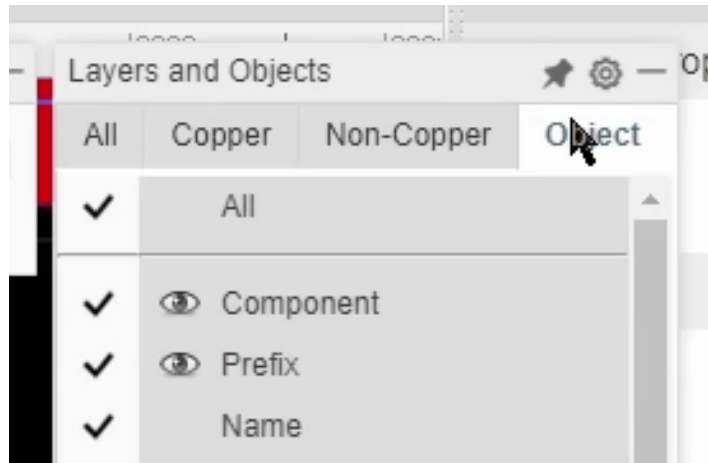 Layers and Objects
All Copper Non-Copper Object
All
Component
Prefix
Name